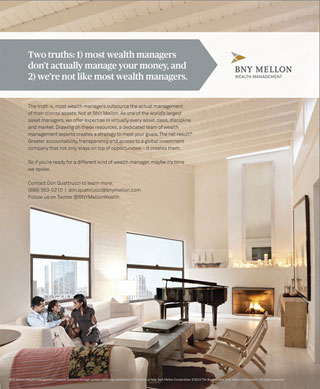 Two truths: 1) most wealth managers
don't actually manage your money, and
2) we're not like most wealth managers.
BNY MELLON
WEALTH MANAGEMENT
The truth is, most wealth managers outsource the actual management
of their clients' assets. Not at BNY Mellon. As one of the world's largest
asset managers, we offer expertise in virtually every asset class, discipline
and market. Drawing on these resources, a dedicated team of wealth
management experts creates a strategy to meet your goals. The net result?
Greater accountability, transparency and access to a global investment
company that not only stays on top of opportunities – it creates them.
So if you're ready for a different kind of wealth manager, maybe it's time
we spoke.
Contact Don Quattrucci to learn more:
(888) 563-0210 | don.quattrucci@bnymellon.com
Follow us on Twitter @BNYMellonWealth